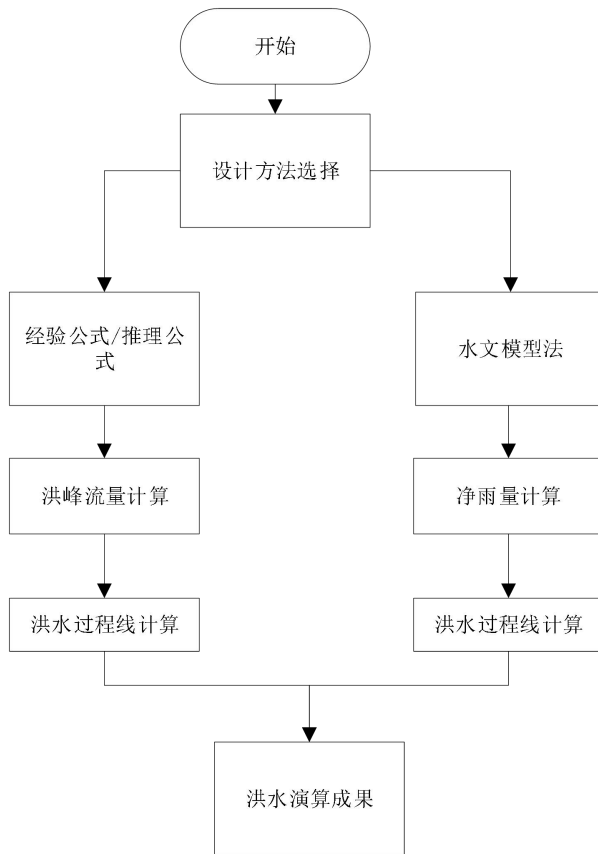 开始
设计方法选择
经验公式/推理公
式
水文模型法
洪峰流量计算
净雨量计算
洪水过程线计算
洪水过程线计算
洪水演算成果